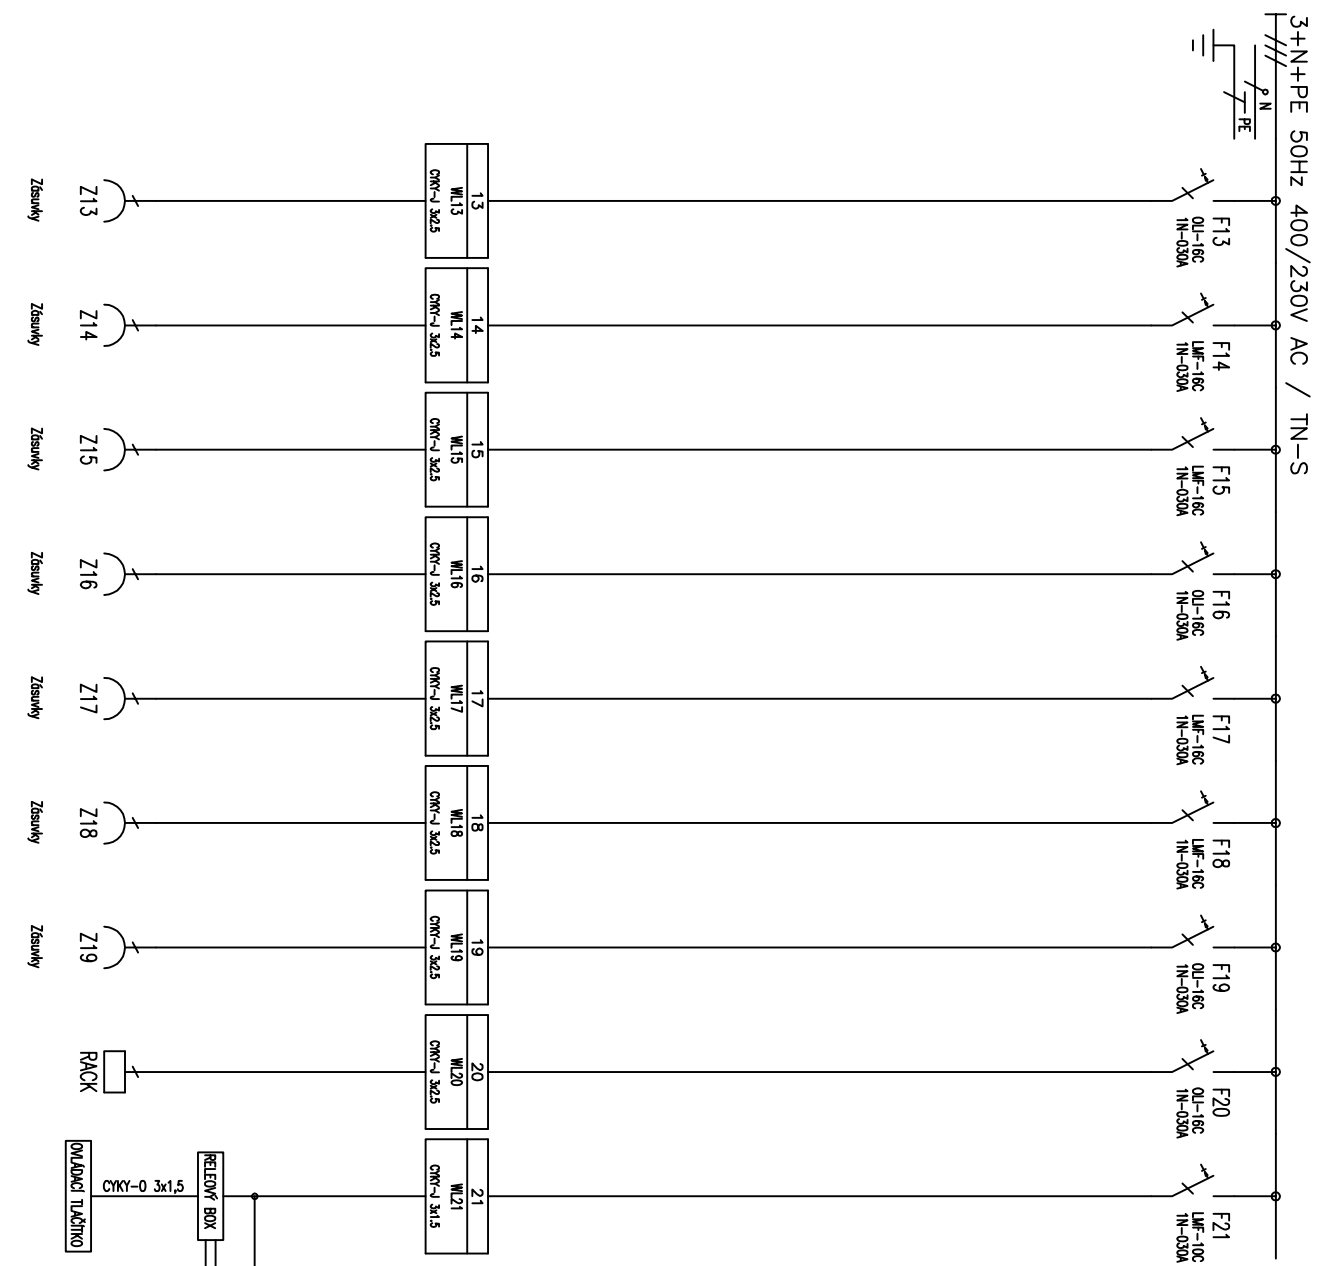 3+N+PE 50Hz 400/230V AC / TN-S
N
PE
F13
OLI-16C
1N-030A
13
WL13
CYKY-J 3x2.5
Z13
Zásuvky
F14
LMF-16C
1N-030A
14
WL14
CYKY-J 3x2.5
Z14
Zásuvky
F15
LMF-16C
1N-030A
15
WL15
CYKY-J 3x2.5
Z15
Zásuvky
F16
OLI-16C
1N-030A
16
WL16
CYKY-J 3x2.5
Z16
Zásuvky
F17
LMF-16C
1N-030A
17
WL17
CYKY-J 3x2.5
Z17
Zásuvky
F18
LMF-16C
1N-030A
18
WL18
CYKY-J 3x2.5
Z18
Zásuvky
F19
OLI-16C
1N-030A
19
WL19
CYKY-J 3x2.5
Z19
Zásuvky
F20
OLI-16C
1N-030A
20
WL20
CYKY-J 3x2.5
RACK
F21
LMF-10C
1N-030A
21
WL21
CYKY-J 3x1.5
RELEOVÝ BOX
CYKY-O 3x1,5
OVLÁDACÍ TLAČÍTKO